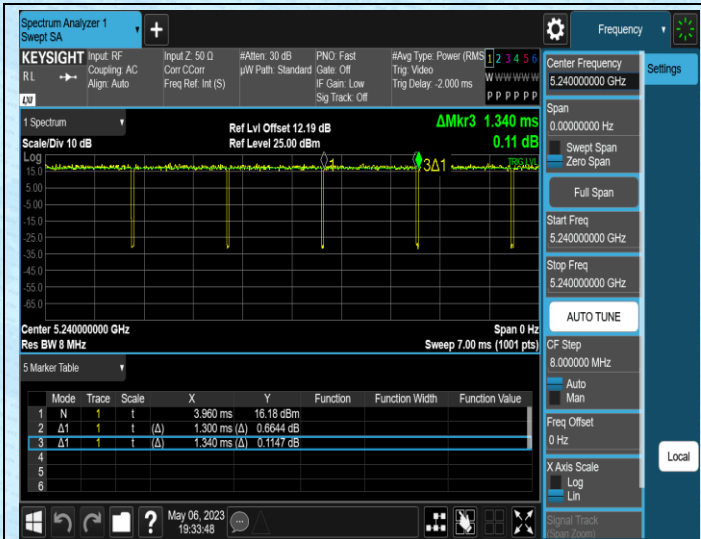 Spectrum Analyzer 1
Swept SA
+
Frequency
KEYSIGHT
Input: RF
Coupling: AC
Align: Auto
Input Z: 50 Ω
Corr CCorr
Freq Ref: Int (S)
#Atten: 30 dB
µW Path: Standard
PNO: Fast
Gate: Off
IF Gain: Low
Sig Track: Off
#Avg Type: Power (RMS
Trig: Video
Trig Delay: -2.000 ms
1 2 3 4 5 6
W W W W W W
P P P P P P
RL
LXI
Center Frequency
5.240000000 GHz
Settings
Span
0.00000000 Hz
Swept Span
Zero Span
Full Span
Start Freq
5.240000000 GHz
Stop Freq
5.240000000 GHz
AUTO TUNE
CF Step
8.000000 MHz
Auto
Man
Freq Offset
0 Hz
X Axis Scale
Log
Lin
Signal Track
(Span Zoom)
Local
1 Spectrum
Scale/Div 10 dB
Ref Lvl Offset 12.19 dB
Ref Level 25.00 dBm
ΔMkr3 1.340 ms
0.11 dB
Log
15.0
5.00
-5.00
-15.0
-25.0
-35.0
-45.0
-55.0
-65.0
3Δ1
TRIG LVL
Center 5.240000000 GHz
Res BW 8 MHz
Span 0 Hz
Sweep 7.00 ms (1001 pts)
5 Marker Table
Mode Trace Scale X Y Function Function Width Function Value
1 N 1 t 3.960 ms 16.18 dBm
2 Δ1 1 t (Δ) 1.300 ms (Δ) 0.6644 dB
3 Δ1 1 t (Δ) 1.340 ms (Δ) 0.1147 dB
4
5
6
?
May 06, 2023
19:33:48